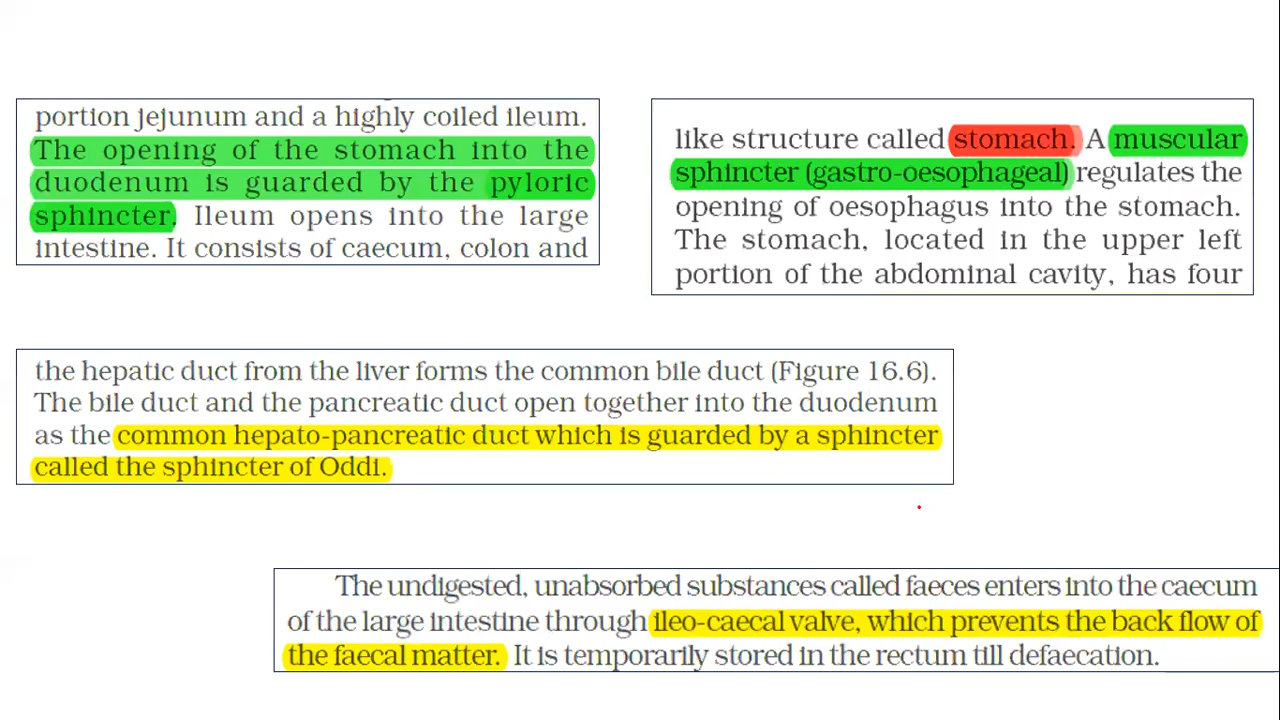 portion jejunum and a highly coiled ileum.
The opening of the stomach into the
duodenum is guarded by the pyloric
sphincter. Ileum opens into the large
intestine. It consists of caecum, colon and
like structure called stomach. A muscular
sphincter (gastro-oesophageal) regulates the
opening of oesophagus into the stomach.
The stomach, located in the upper left
portion of the abdominal cavity, has four
the hepatic duct from the liver forms the common bile duct (Figure 16.6).
The bile duct and the pancreatic duct open together into the duodenum
as the common hepato-pancreatic duct which is guarded by a sphincter
called the sphincter of Oddi.
The undigested, unabsorbed substances called faeces enters into the caecum
of the large intestine through ileo-caecal valve, which prevents the back flow of
the faecal matter. It is temporarily stored in the rectum till defaecation.